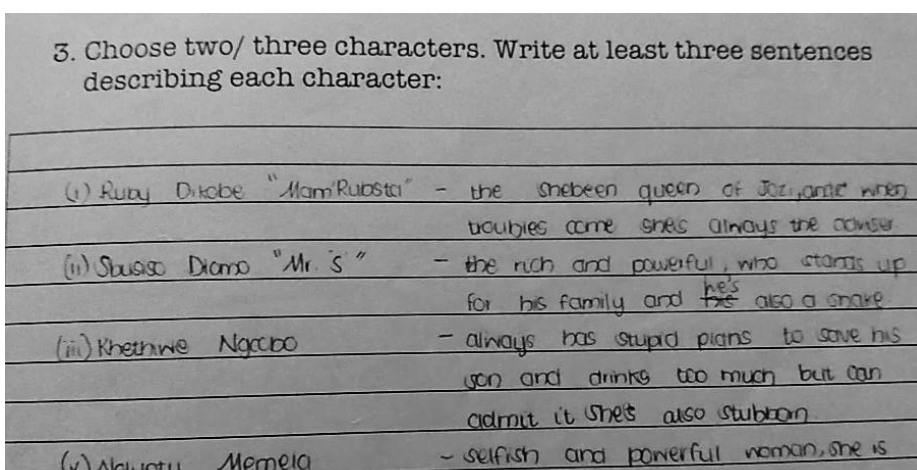 3. Choose two/ three characters. Write at least three sentences
describing each character:
(i) Ruby Dikobe "Mam'Rubsta" - the shebeen queen of Jozi, and when
troubles come shes always the adviser
(ii) Sbusiso Dlomo "Mr. S" - the rich and powerful, who stands up
for his family and he's also a snake
(iii) Khethiwe Ngcobo - always has stupid plans to save his
son and drinks too much but can
admit it she's also stubborn
(v) Memela - selfish and powerful woman, she is